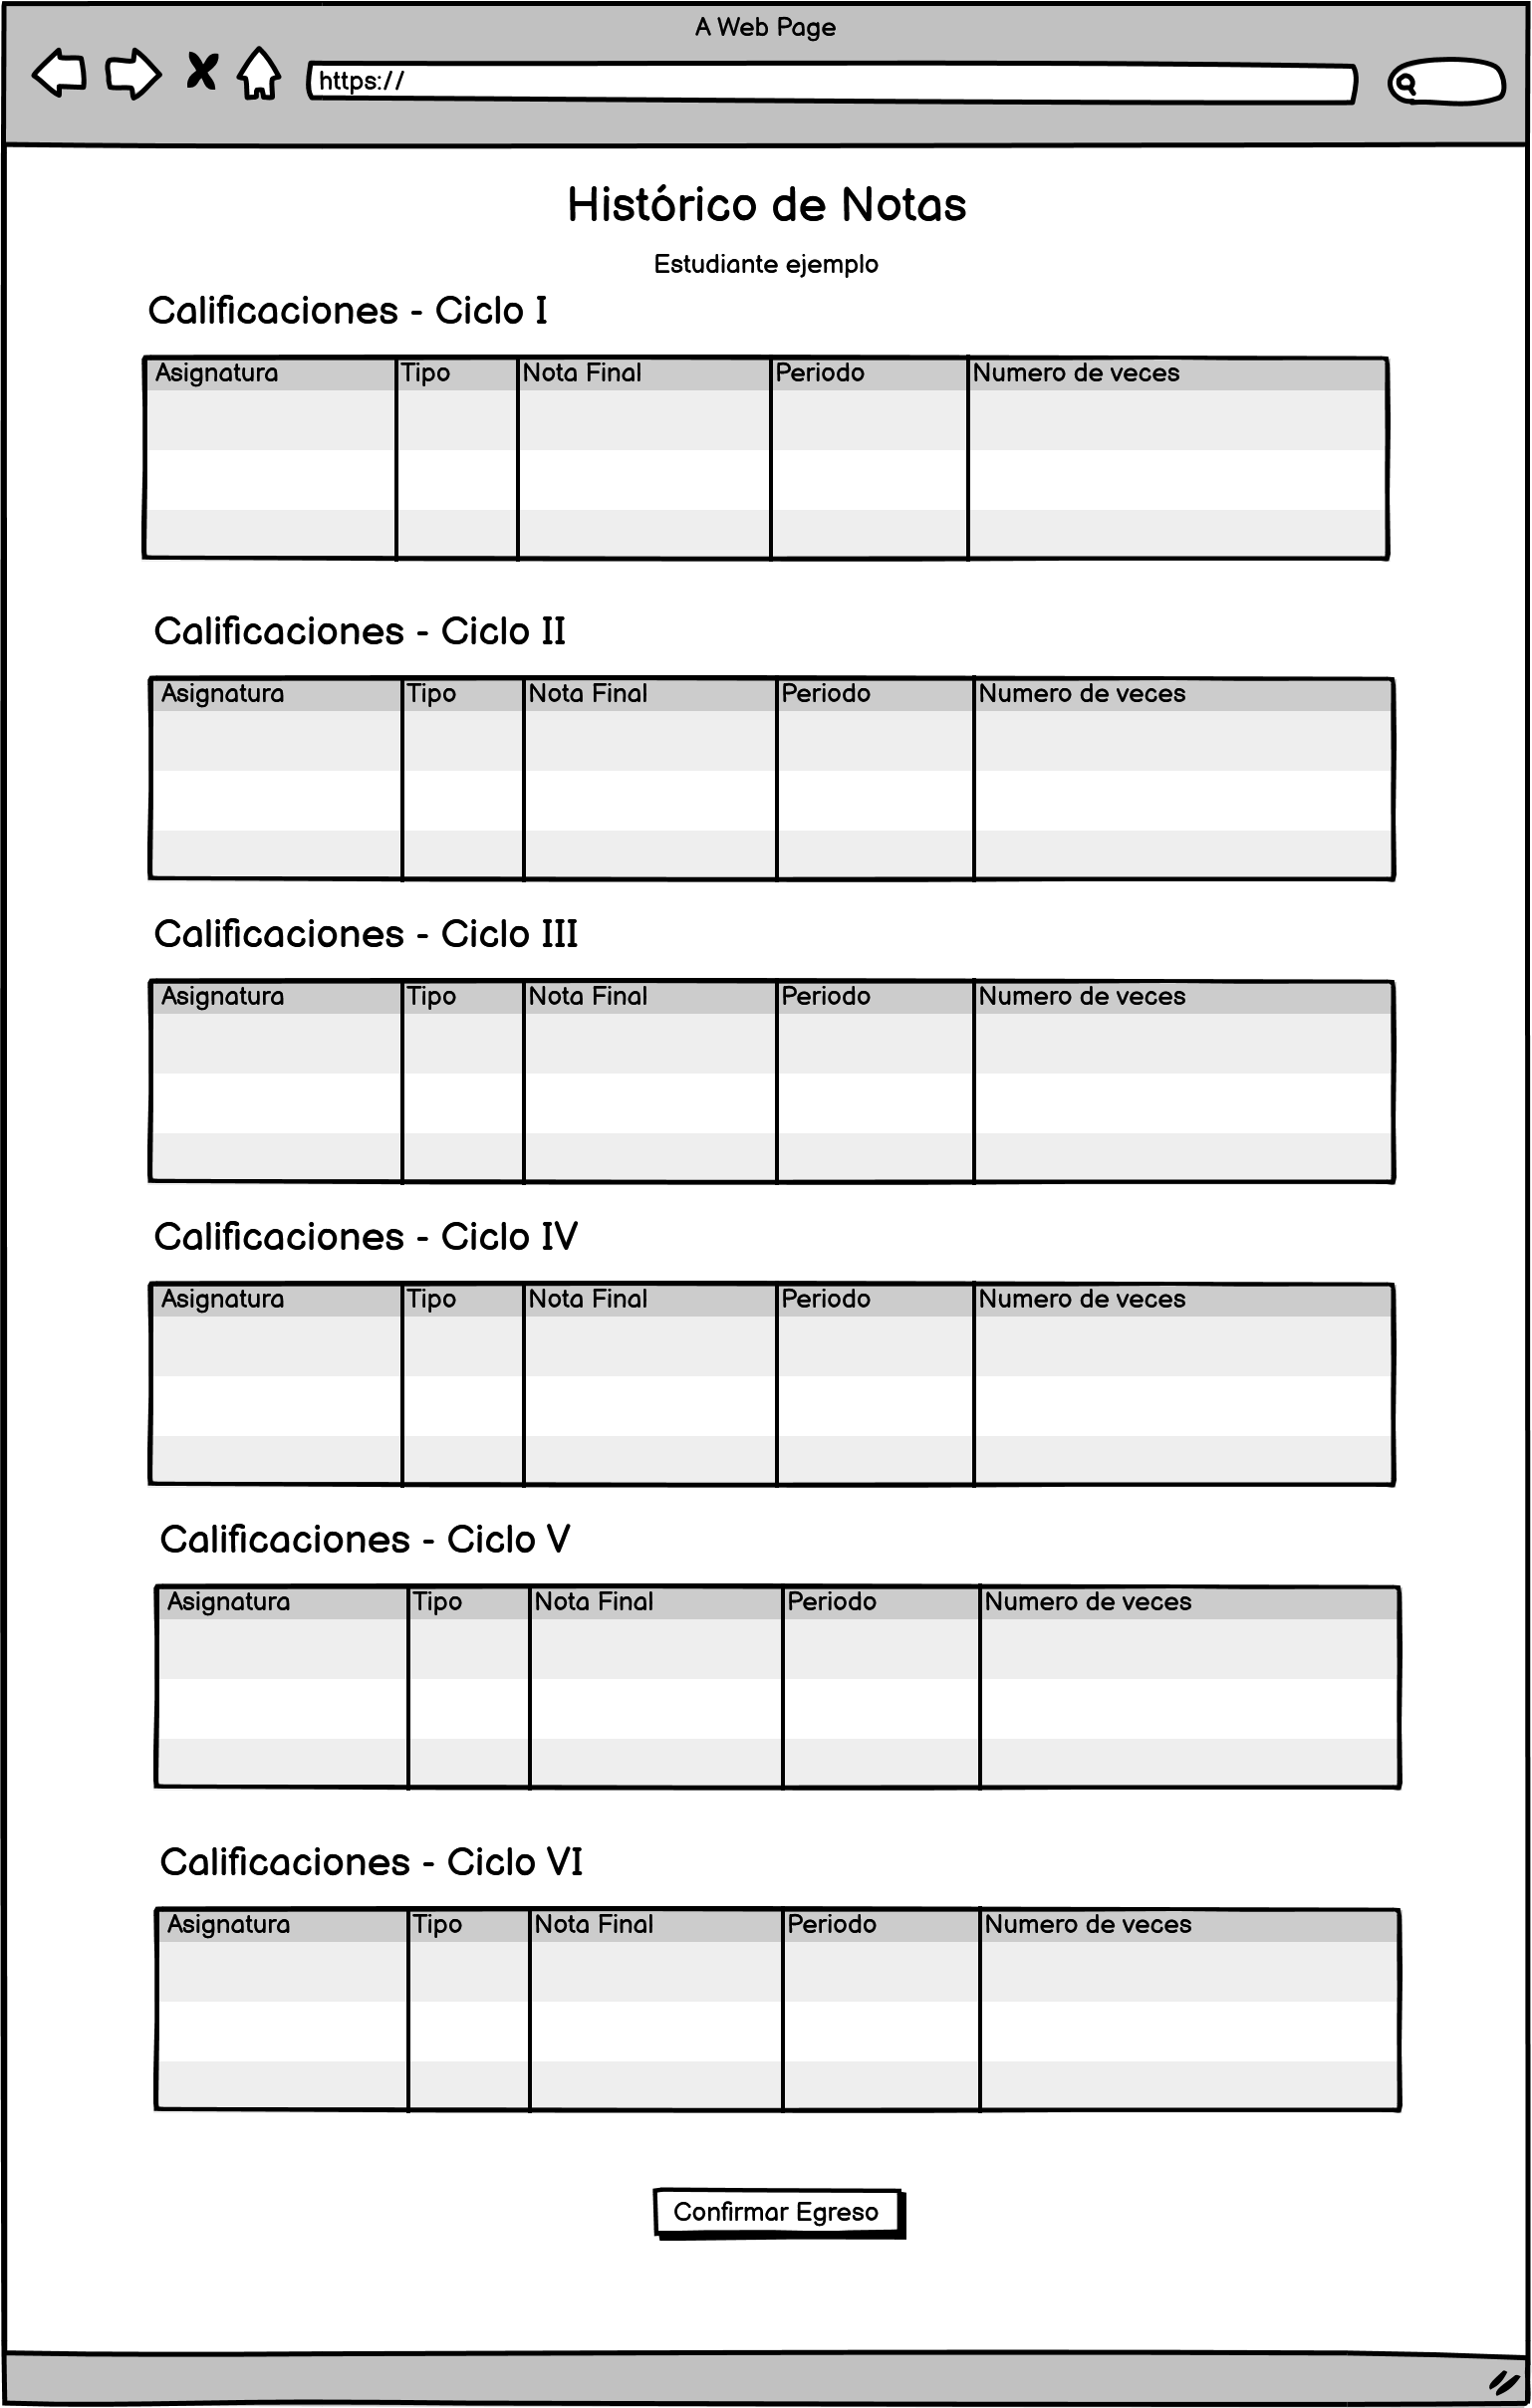 A Web Page
https://
Histórico de Notas
Estudiante ejemplo
Calificaciones - Ciclo I
Asignatura Tipo Nota Final Periodo Numero de veces
Calificaciones - Ciclo II
Asignatura Tipo Nota Final Periodo Numero de veces
Calificaciones - Ciclo III
Asignatura Tipo Nota Final Periodo Numero de veces
Calificaciones - Ciclo IV
Asignatura Tipo Nota Final Periodo Numero de veces
Calificaciones - Ciclo V
Asignatura Tipo Nota Final Periodo Numero de veces
Calificaciones - Ciclo VI
Asignatura Tipo Nota Final Periodo Numero de veces
Confirmar Egreso